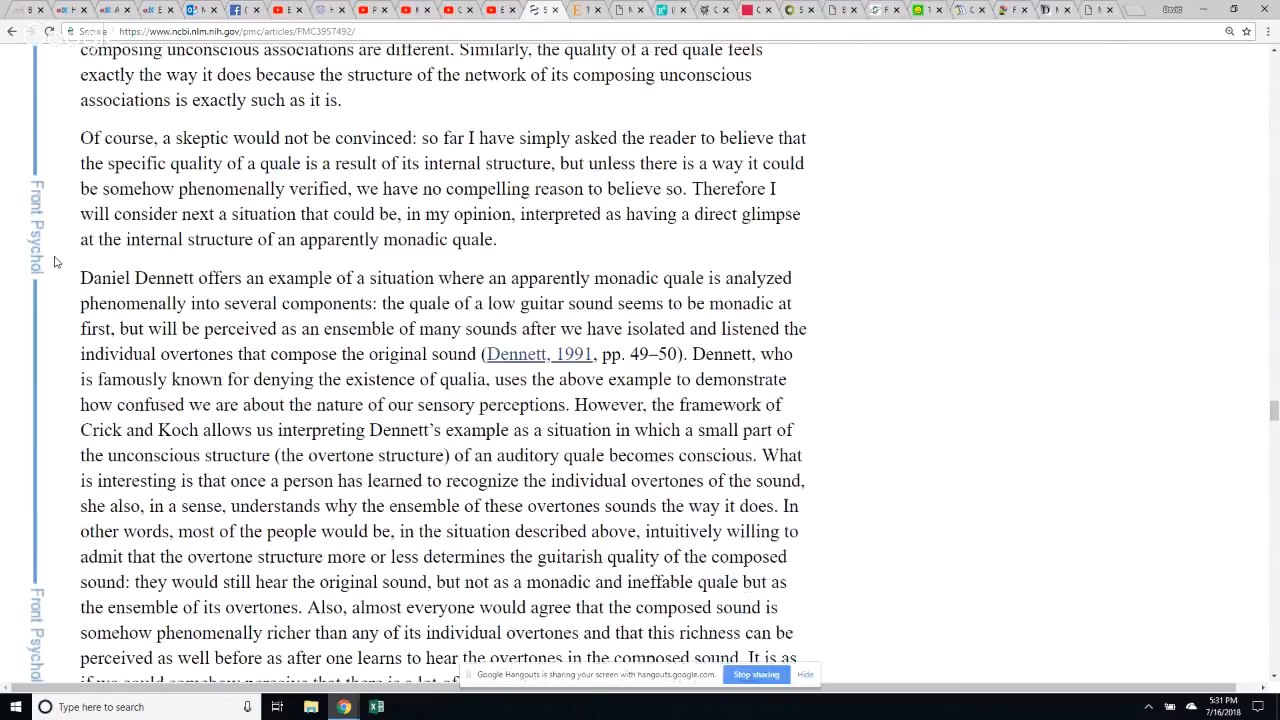 Secure
https://www.ncbi.nlm.nih.gov/pmc/articles/PMC3957492/
composing unconscious associations are different. Similarly, the quality of a red quale feels
exactly the way it does because the structure of the network of its composing unconscious
associations is exactly such as it is.
Of course, a skeptic would not be convinced: so far I have simply asked the reader to believe that
the specific quality of a quale is a result of its internal structure, but unless there is a way it could
be somehow phenomenally verified, we have no compelling reason to believe so. Therefore I
will consider next a situation that could be, in my opinion, interpreted as having a direct glimpse
at the internal structure of an apparently monadic quale.
Front Psychol
Daniel Dennett offers an example of a situation where an apparently monadic quale is analyzed
phenomenally into several components: the quale of a low guitar sound seems to be monadic at
first, but will be perceived as an ensemble of many sounds after we have isolated and listened the
individual overtones that compose the original sound (Dennett, 1991, pp. 49–50). Dennett, who
is famously known for denying the existence of qualia, uses the above example to demonstrate
how confused we are about the nature of our sensory perceptions. However, the framework of
Crick and Koch allows us interpreting Dennett's example as a situation in which a small part of
the unconscious structure (the overtone structure) of an auditory quale becomes conscious. What
is interesting is that once a person has learned to recognize the individual overtones of the sound,
she also, in a sense, understands why the ensemble of these overtones sounds the way it does. In
other words, most of the people would be, in the situation described above, intuitively willing to
admit that the overtone structure more or less determines the guitarish quality of the composed
sound: they would still hear the original sound, but not as a monadic and ineffable quale but as
the ensemble of its overtones. Also, almost everyone would agree that the composed sound is
somehow phenomenally richer than any of its individual overtones and that this richness can be
perceived as well before as after one learns to hear the overtones in the composed sound. It is as
Front Psychol
Google Hangouts is sharing your screen with hangouts.google.com.
Stop sharing
Hide
Type here to search
5:31 PM
7/16/2018